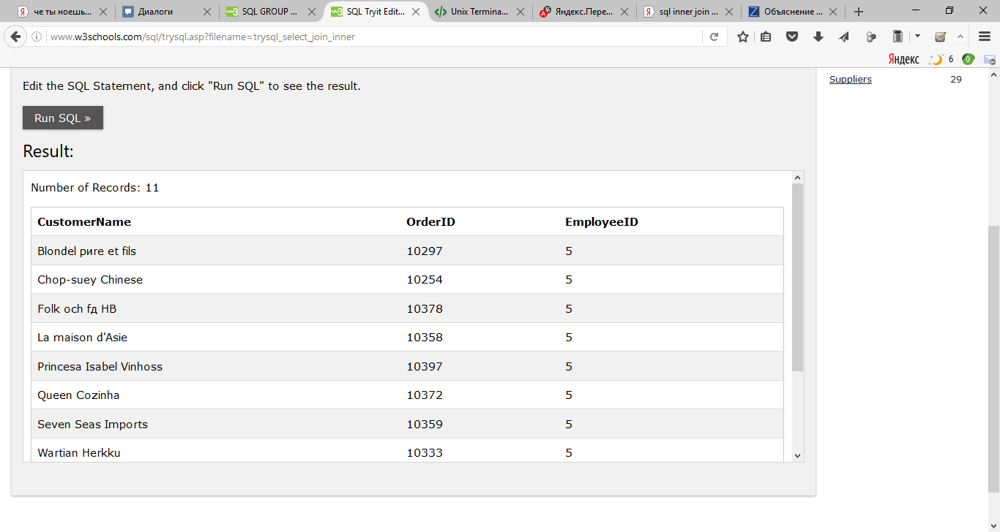 че ты ноешь...
Диалоги
SQL GROUP ...
SQL Tryit Edit...
Unix Termina...
Яндекс.Пере...
sql inner join ...
Объяснение ...
www.w3schools.com/sql/trysql.asp?filename=trysql_select_join_inner
Яндекс
6
0
Edit the SQL Statement, and click "Run SQL" to see the result.
Suppliers 29
Run SQL »
Result:
Number of Records: 11
CustomerName OrderID EmployeeID
Blondel pиre et fils 10297 5
Chop-suey Chinese 10254 5
Folk och fд HB 10378 5
La maison d'Asie 10358 5
Princesa Isabel Vinhoss 10397 5
Queen Cozinha 10372 5
Seven Seas Imports 10359 5
Wartian Herkku 10333 5